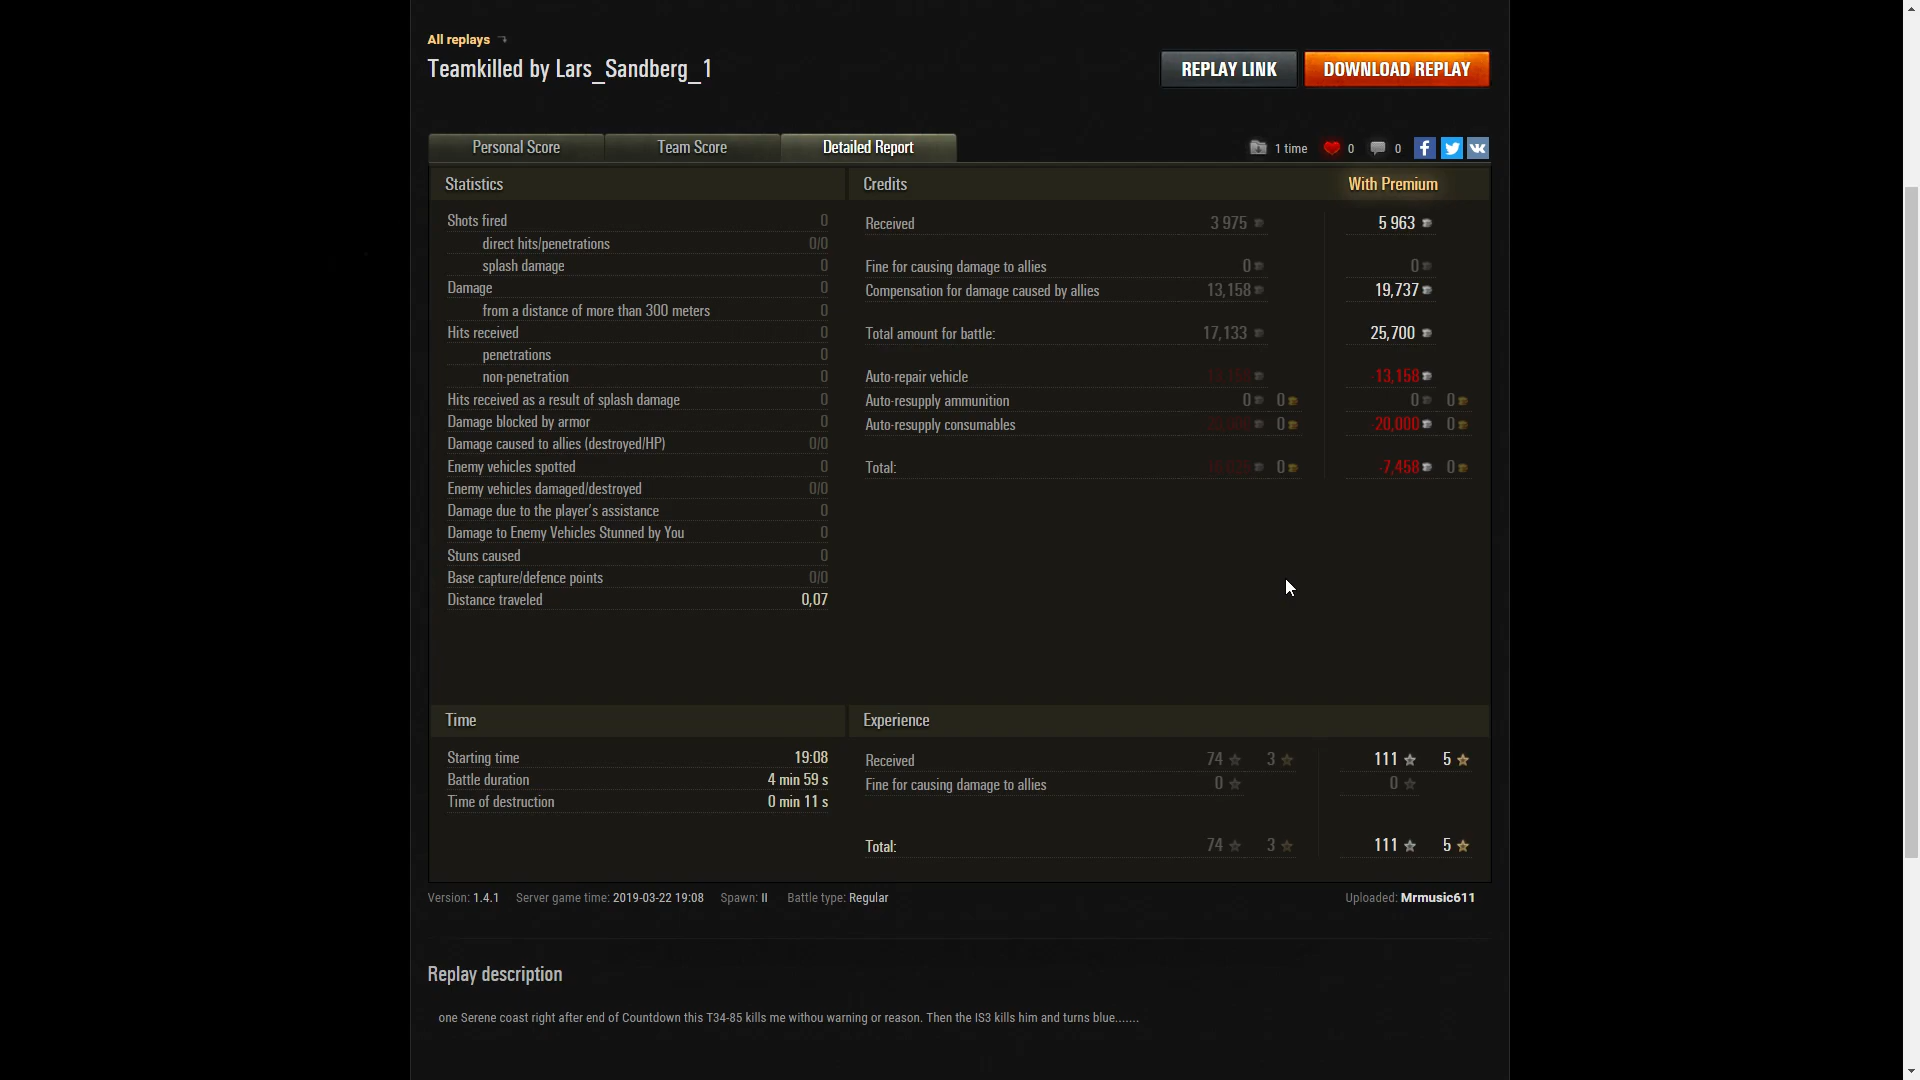 All replays
Teamkilled by Lars_Sandberg_1
REPLAY LINK
DOWNLOAD REPLAY
Personal Score
Team Score
Detailed Report
1 time
0
0
Statistics
Shots fired 0
direct hits/penetrations 0/0
splash damage 0
Damage 0
from a distance of more than 300 meters 0
Hits received 0
penetrations 0
non-penetration 0
Hits received as a result of splash damage 0
Damage blocked by armor 0
Damage caused to allies (destroyed/HP) 0/0
Enemy vehicles spotted 0
Enemy vehicles damaged/destroyed 0/0
Damage due to the player's assistance 0
Damage to Enemy Vehicles Stunned by You 0
Stuns caused 0
Base capture/defence points 0/0
Distance traveled 0,07
Credits With Premium
Received 3 975 5 963
Fine for causing damage to allies 0 0
Compensation for damage caused by allies 13,158 19,737
Total amount for battle: 17,133 25,700
Auto-repair vehicle -13,158
Auto-resupply ammunition 0 0 0 0
Auto-resupply consumables 0 -20,000 0
Total: 0 -7,458 0
Time
Starting time 19:08
Battle duration 4 min 59 s
Time of destruction 0 min 11 s
Experience
Received 74 3 111 5
Fine for causing damage to allies 0 0
Total: 74 3 111 5
Version: 1.4.1 Server game time: 2019-03-22 19:08 Spawn: II Battle type: Regular Uploaded: Mrmusic611
Replay description
one Serene coast right after end of Countdown this T34-85 kills me withou warning or reason. Then the IS3 kills him and turns blue.......